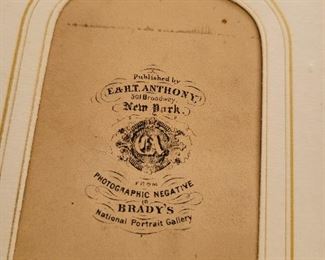 Published by
E. & H.T. ANTHONY,
501 Broadway,
New York.
FROM
PHOTOGRAPHIC NEGATIVE
IN
BRADY'S
National Portrait Gallery